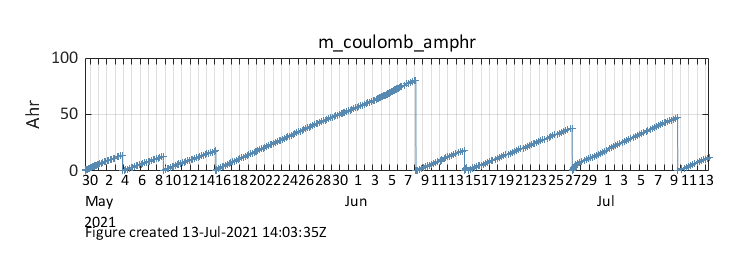 m_coulomb_amphr
100
50
0
Ahr
30 2 4 6 8 10 12 14 16 18 20 22 24 26 28 30 1 3 5 7 9 11 13 15 17 19 21 23 25 27 29 1 3 5 7 9 11 13
May Jun Jul
2021
Figure created 13-Jul-2021 14:03:35Z